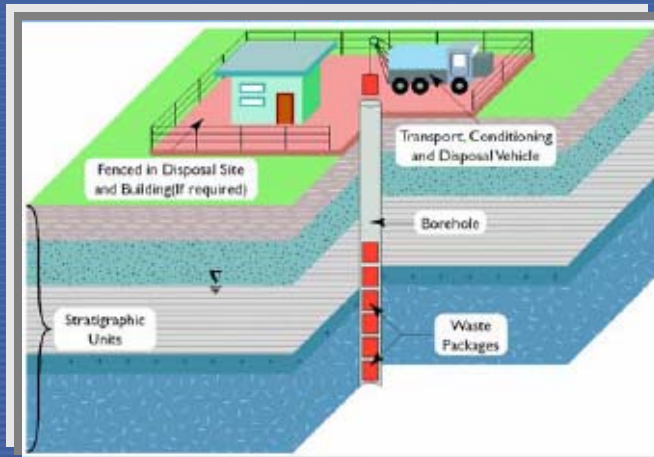 Transport, Conditioning
and Disposal Vehicle
Fenced in Disposal Site
and Building(If required)
Borehole
Stratigraphic
Units
Waste
Packages